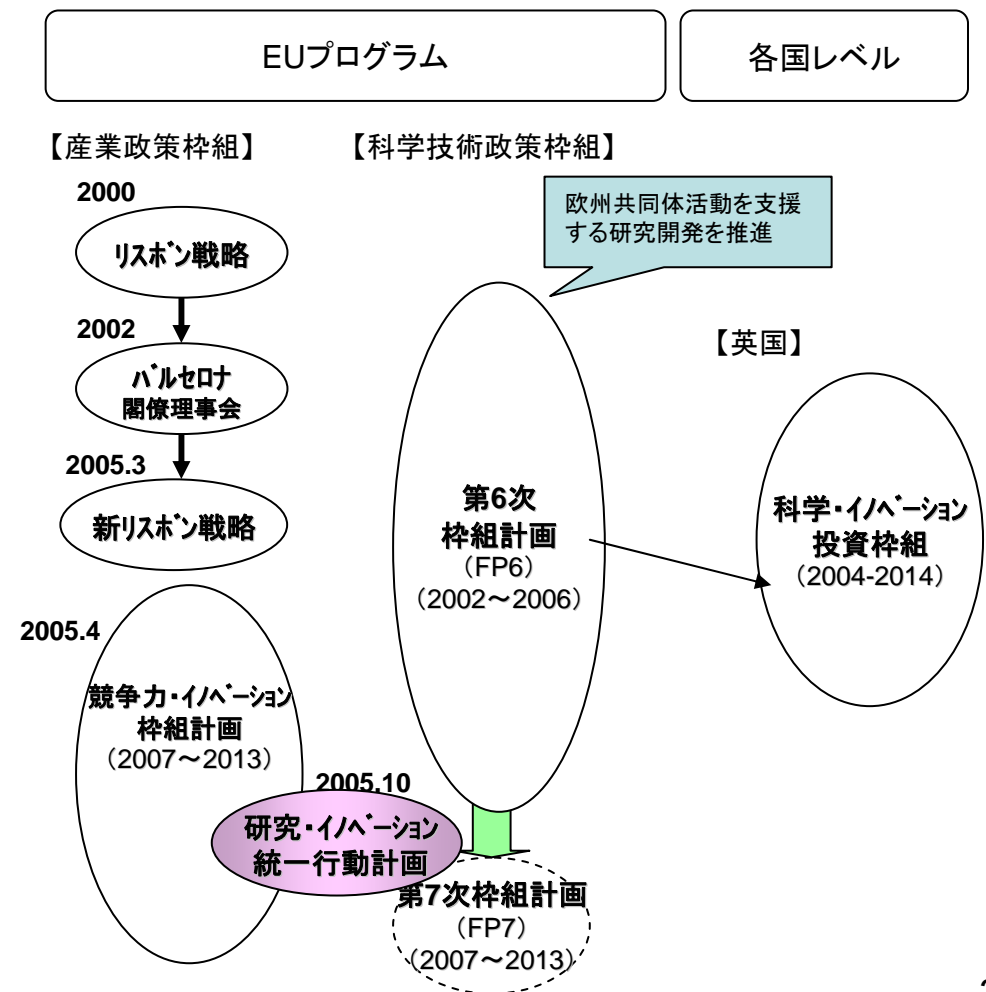 EUプログラム
各国レベル
【産業政策枠組】
【科学技術政策枠組】
2000
リスボン戦略
2002
バルセロナ
閣僚理事会
2005.3
新リスボン戦略
2005.4
競争力・イノベーション
枠組計画
（2007～2013）
2005.10
研究・イノベーション
統一行動計画
欧州共同体活動を支援
する研究開発を推進
第6次
枠組計画
（FP6）
（2002～2006）
第7次枠組計画
（FP7）
（2007～2013）
【英国】
科学・イノベーション
投資枠組
（2004-2014）